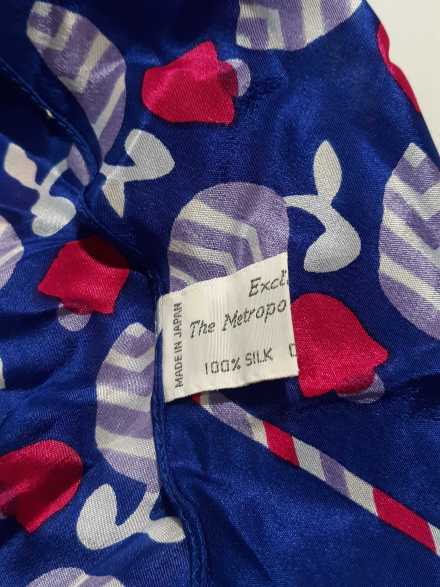 MADE IN JAPAN
Excl
The Metropo
100% SILK D